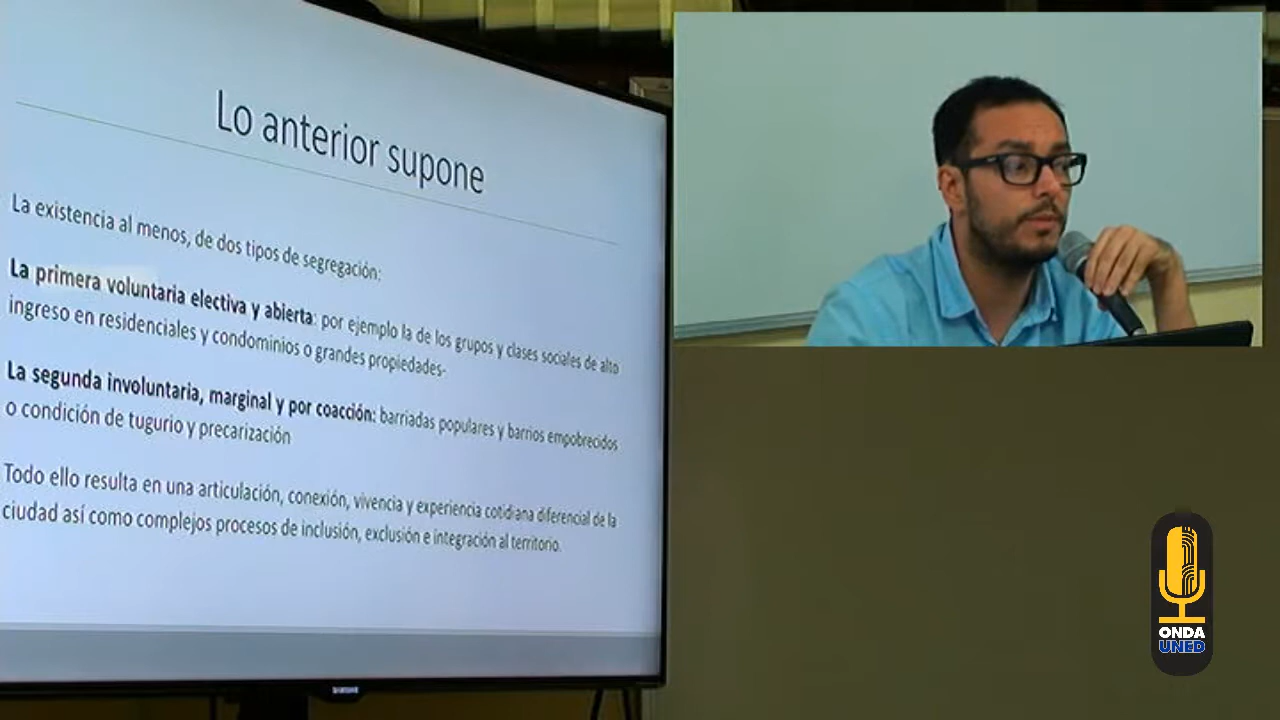 Lo anterior supone
La existencia al menos, de dos tipos de segregación:
La primera voluntaria electiva y abierta: por ejemplo la de los grupos y clases sociales de alto
ingreso en residenciales y condominios o grandes propiedades-
La segunda involuntaria, marginal y por coacción: barriadas populares y barrios empobrecidos
o condición de tugurio y precarización
Todo ello resulta en una articulación, conexión, vivencia y experiencia cotidiana diferencial de la
ciudad así como complejos procesos de inclusión, exclusión e integración al territorio.
SAMSUNG
ONDA
UNED